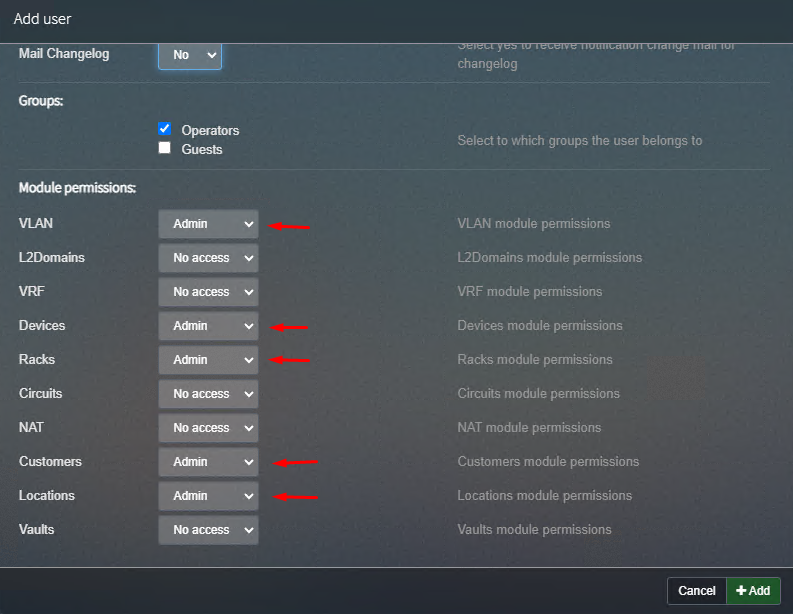 Add user
Mail Changelog No Select yes to receive notification change mail for
changelog
Groups:
Operators
Guests Select to which groups the user belongs to
Module permissions:
VLAN Admin VLAN module permissions
L2Domains No access L2Domains module permissions
VRF No access VRF module permissions
Devices Admin Devices module permissions
Racks Admin Racks module permissions
Circuits No access Circuits module permissions
NAT No access NAT module permissions
Customers Admin Customers module permissions
Locations Admin Locations module permissions
Vaults No access Vaults module permissions
Cancel +Add